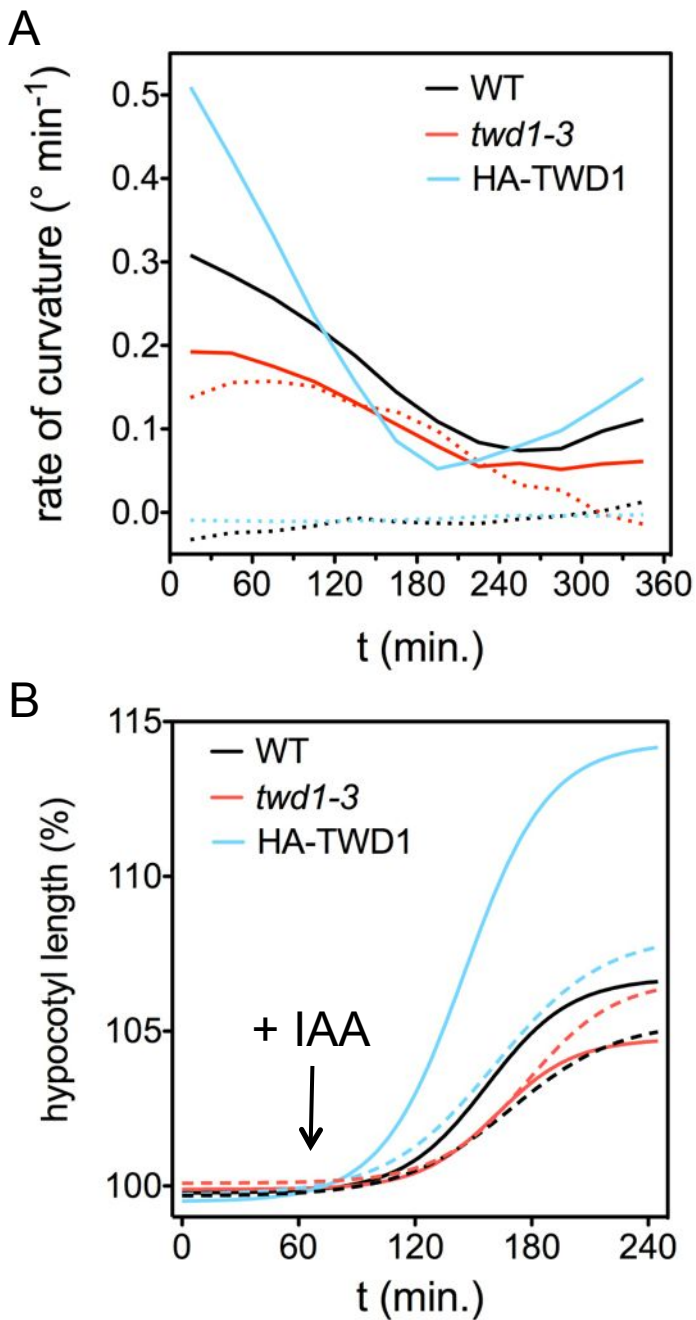 A
rate of curvature (° min-1)
0.5
0.4
0.3
0.2
0.1
0.0
WT
twd1-3
HA-TWD1
0 60 120 180 240 300 360
t (min.)
B
hypocotyl length (%)
115
110
105
100
WT
twd1-3
HA-TWD1
+ IAA
0 60 120 180 240
t (min.)